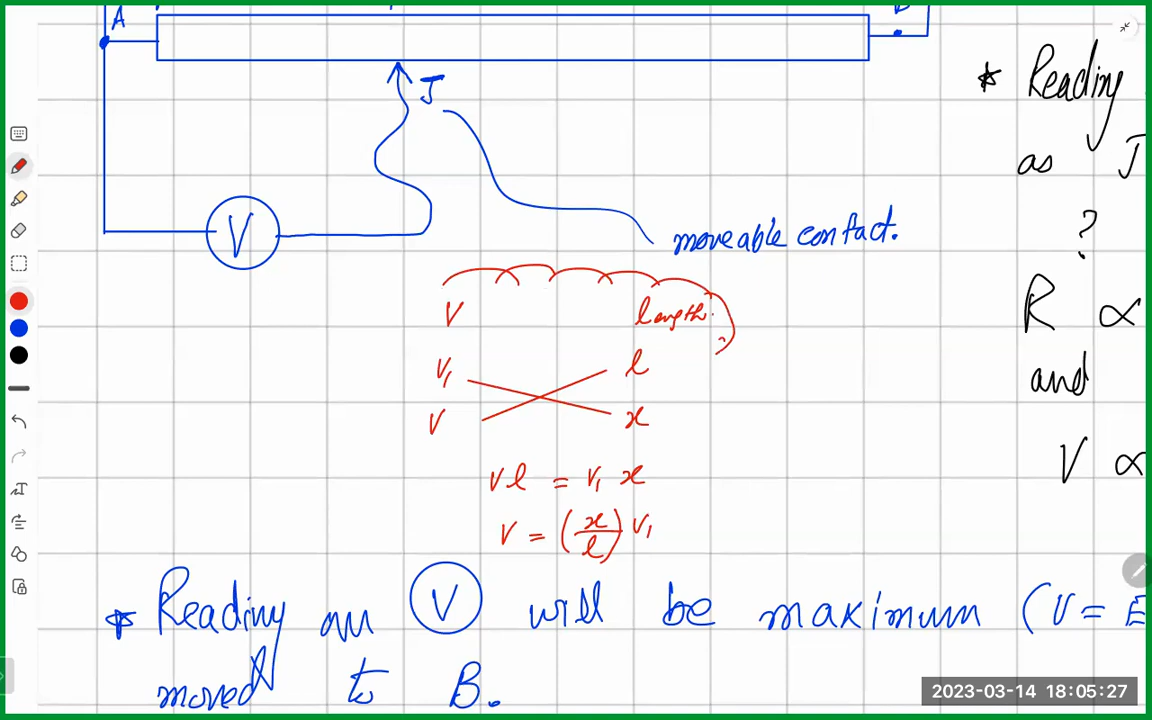 A
J
V
moveable contact.
V length.
V₁ l
V x
Vl = V₁ x
V = (x/l) V₁
* Reading
as J
?
R ∝
and
V ∝
* Reading on V will be maximum (V = E
moved to B.
2023-03-14 18:05:27